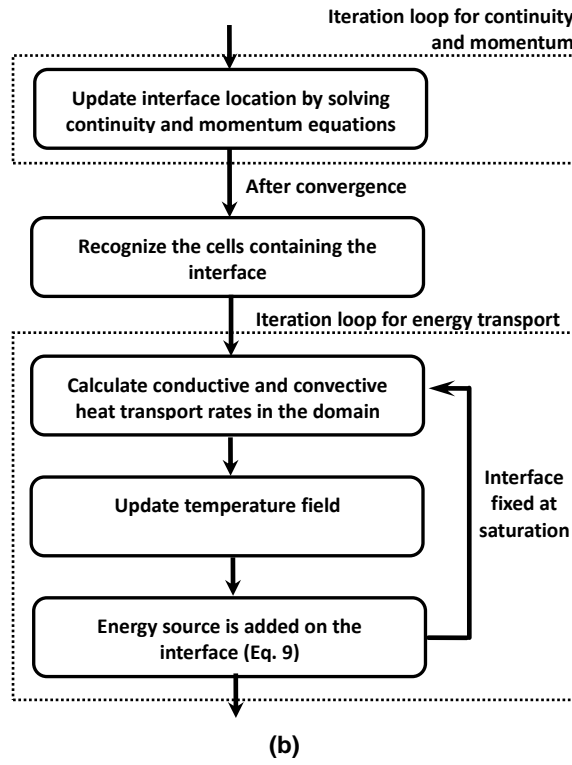 Iteration loop for continuity
and momentum
Update interface location by solving
continuity and momentum equations
After convergence
Recognize the cells containing the
interface
Iteration loop for energy transport
Calculate conductive and convective
heat transport rates in the domain
Interface
fixed at
saturation
Update temperature field
Energy source is added on the
interface (Eq. 9)
(b)